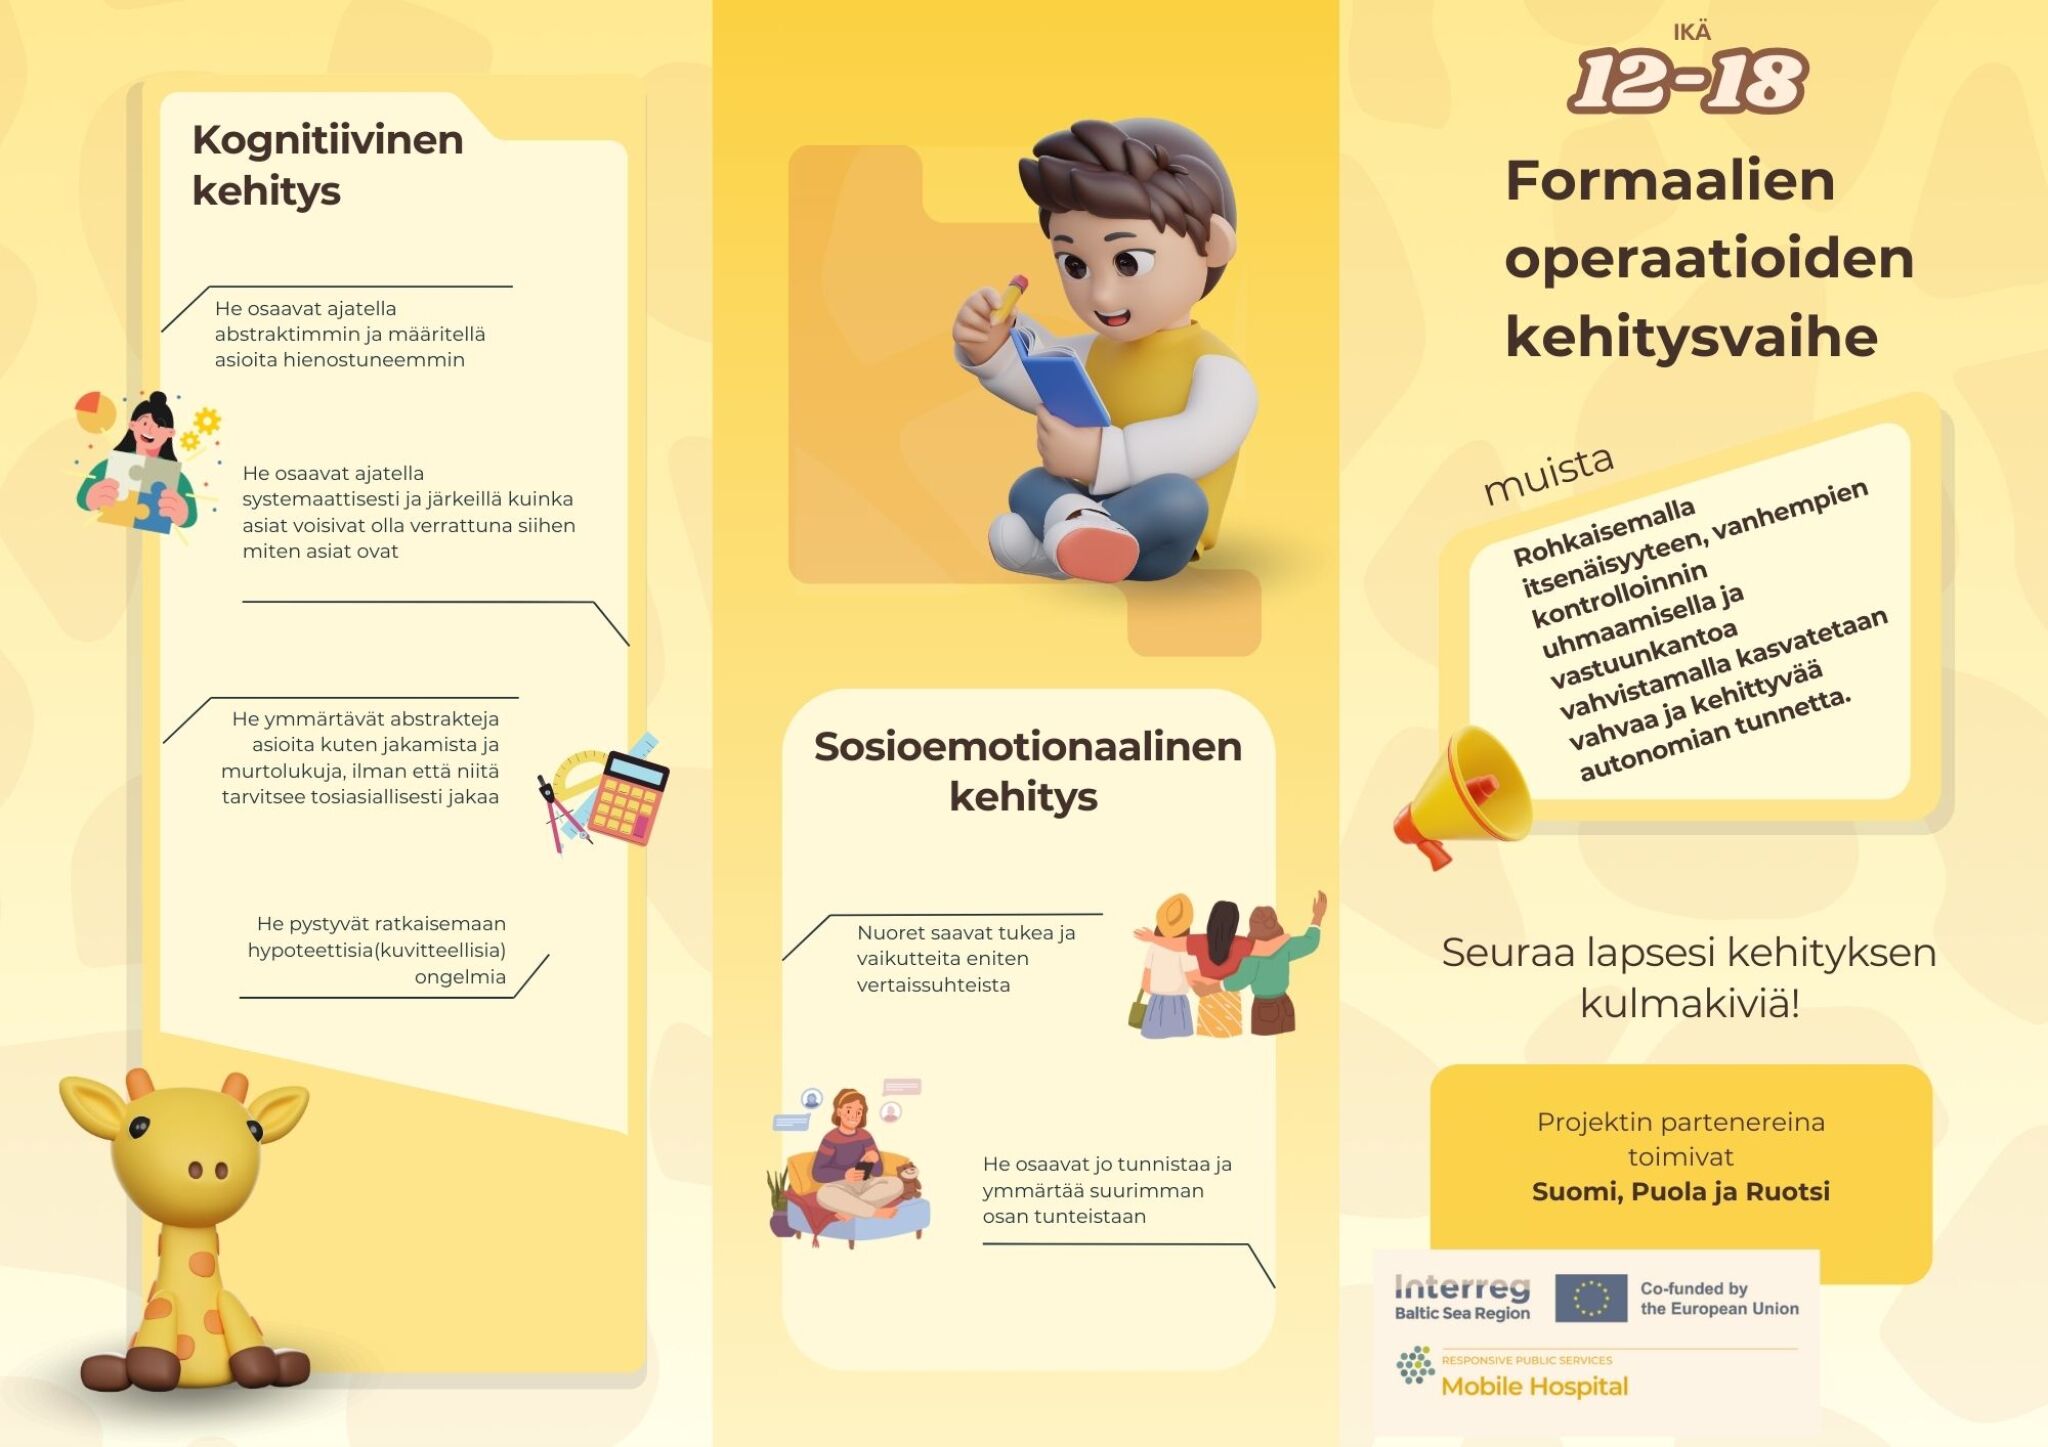 Kognitiivinen
kehitys
He osaavat ajatella
abstraktimmin ja määritellä
asioita hienostuneemmin
He osaavat ajatella
systemaattisesti ja järkeillä kuinka
asiat voisivat olla verrattuna siihen
miten asiat ovat
He ymmärtävät abstrakteja
asioita kuten jakamista ja
murtolukuja, ilman että niitä
tarvitsee tosiasiallisesti jakaa
He pystyvät ratkaisemaan
hypoteettisia(kuvitteellisia)
ongelmia
Sosioemotionaalinen
kehitys
Nuoret saavat tukea ja
vaikutteita eniten
vertaissuhteista
He osaavat jo tunnistaa ja
ymmärtää suurimman
osan tunteistaan
IKÄ
12-18
Formaalien
operaatioiden
kehitysvaihe
muista
Rohkaisemalla
itsenäisyyteen, vanhempien
kontrolloinnin
uhmaamisella ja
vastuunkantoa
vahvistamalla kasvatetaan
vahvaa ja kehittyvää
autonomian tunnetta.
Seuraa lapsesi kehityksen
kulmakiviä!
Projektin partenereina
toimivat
Suomi, Puola ja Ruotsi
Interreg
Baltic Sea Region
Co-funded by
the European Union
RESPONSIVE PUBLIC SERVICES
Mobile Hospital